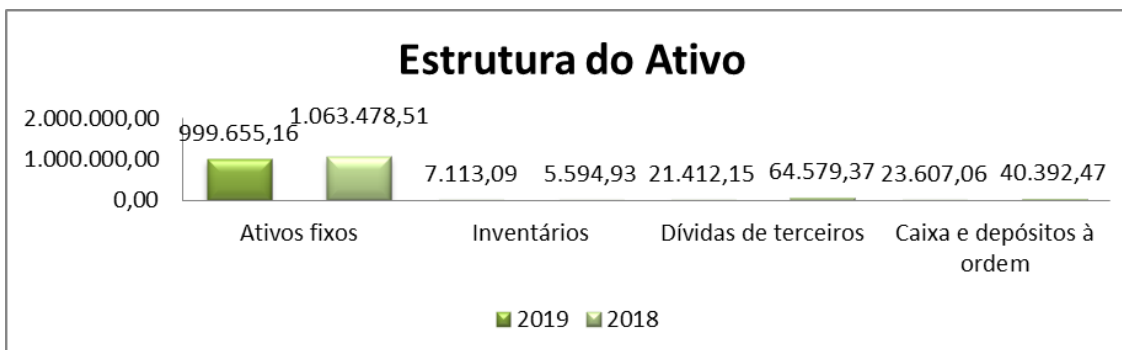 Estrutura do Ativo
2.000.000,00
1.000.000,00
0,00
999.655,16
1.063.478,51
7.113,09
5.594,93
21.412,15
64.579,37
23.607,06
40.392,47
Ativos fixos
Inventários
Dívidas de terceiros
Caixa e depósitos à
ordem
2019
2018